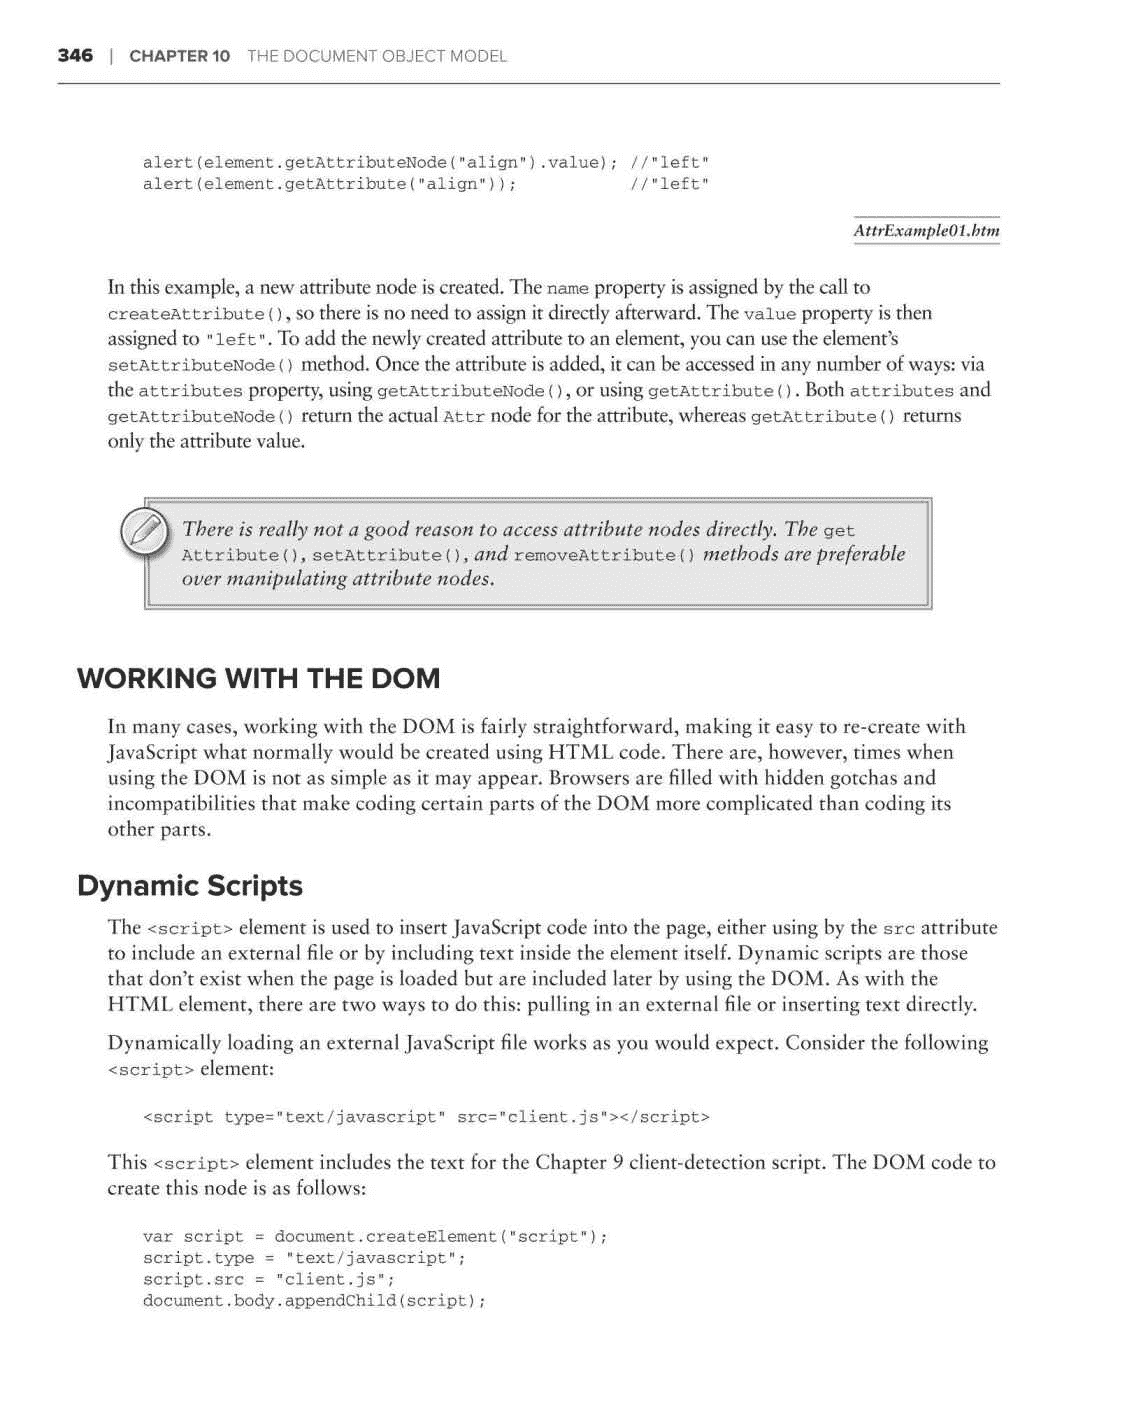 346 | CHAPTER 10 THE DOCUMENT OBJECT MODEL
alert(element.getAttributeNode("align").value); //"left"
alert(element.getAttribute("align")); //"left"
AttrExample01.htm
In this example, a new attribute node is created. The name property is assigned by the call to
createAttribute(), so there is no need to assign it directly afterward. The value property is then
assigned to "left". To add the newly created attribute to an element, you can use the element's
setAttributeNode() method. Once the attribute is added, it can be accessed in any number of ways: via
the attributes property, using getAttributeNode(), or using getAttribute(). Both attributes and
getAttributeNode() return the actual Attr node for the attribute, whereas getAttribute() returns
only the attribute value.
There is really not a good reason to access attribute nodes directly. The get
Attribute(), setAttribute(), and removeAttribute() methods are preferable
over manipulating attribute nodes.
WORKING WITH THE DOM
In many cases, working with the DOM is fairly straightforward, making it easy to re-create with
JavaScript what normally would be created using HTML code. There are, however, times when
using the DOM is not as simple as it may appear. Browsers are filled with hidden gotchas and
incompatibilities that make coding certain parts of the DOM more complicated than coding its
other parts.
Dynamic Scripts
The <script> element is used to insert JavaScript code into the page, either using by the src attribute
to include an external file or by including text inside the element itself. Dynamic scripts are those
that don't exist when the page is loaded but are included later by using the DOM. As with the
HTML element, there are two ways to do this: pulling in an external file or inserting text directly.
Dynamically loading an external JavaScript file works as you would expect. Consider the following
<script> element:
<script type="text/javascript" src="client.js"></script>
This <script> element includes the text for the Chapter 9 client-detection script. The DOM code to
create this node is as follows:
var script = document.createElement("script");
script.type = "text/javascript";
script.src = "client.js";
document.body.appendChild(script);